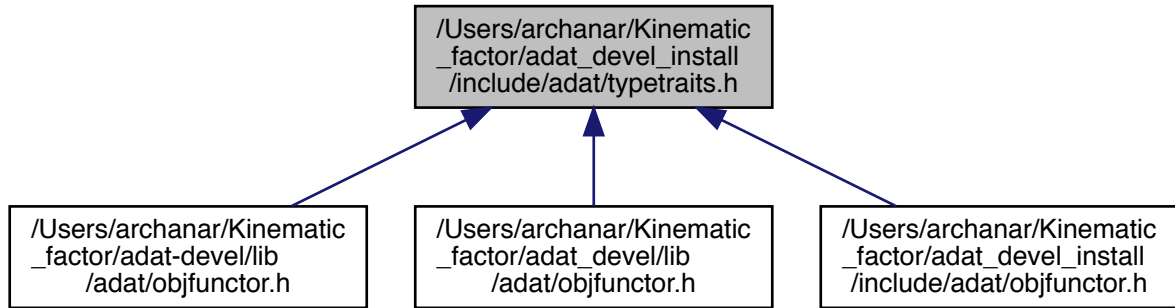 /Users/archanar/Kinematic
_factor/adat_devel_install
/include/adat/typetraits.h
/Users/archanar/Kinematic
_factor/adat-devel/lib
/adat/objfunctor.h
/Users/archanar/Kinematic
_factor/adat_devel/lib
/adat/objfunctor.h
/Users/archanar/Kinematic
_factor/adat_devel_install
/include/adat/objfunctor.h